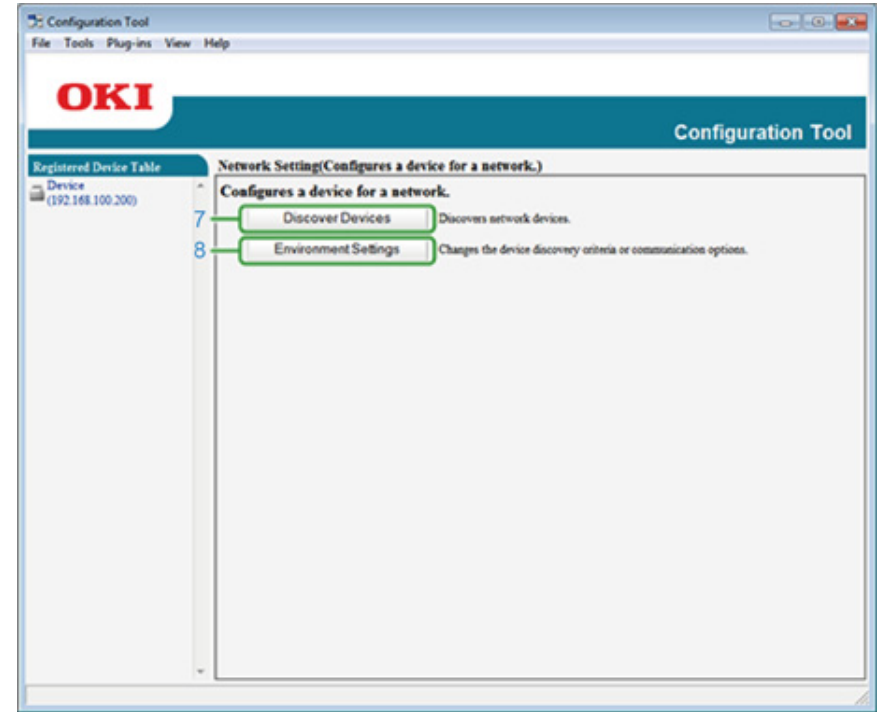 Configuration Tool
File Tools Plug-ins View Help
OKI
Configuration Tool
Registered Device Table
Device
(192.168.100.200)
Network Setting(Configures a device for a network.)
Configures a device for a network.
7 Discover Devices Discovers network devices.
8 Environment Settings Changes the device discovery criteria or communication options.